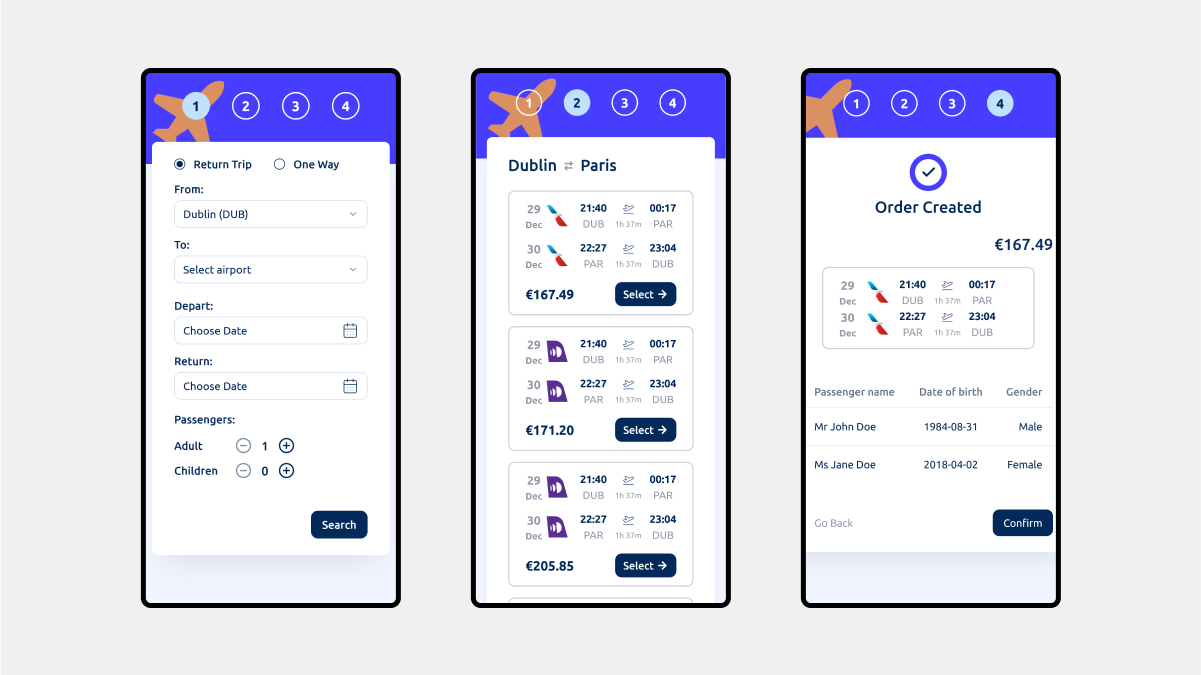 1 2 3 4
Return Trip One Way
From:
Dublin (DUB)
To:
Select airport
Depart:
Choose Date
Return:
Choose Date
Passengers:
Adult 1
Children 0
Search
1 2 3 4
Dublin ⇄ Paris
29 21:40 00:17
Dec DUB 1h 37m PAR
30 22:27 23:04
Dec PAR 1h 37m DUB
€167.49 Select →
29 21:40 00:17
Dec DUB 1h 37m PAR
30 22:27 23:04
Dec PAR 1h 37m DUB
€171.20 Select →
29 21:40 00:17
Dec DUB 1h 37m PAR
30 22:27 23:04
Dec PAR 1h 37m DUB
€205.85 Select →
1 2 3 4
Order Created
€167.49
29 21:40 00:17
Dec DUB 1h 37m PAR
30 22:27 23:04
Dec PAR 1h 37m DUB
Passenger name Date of birth Gender
Mr John Doe 1984-08-31 Male
Ms Jane Doe 2018-04-02 Female
Go Back Confirm